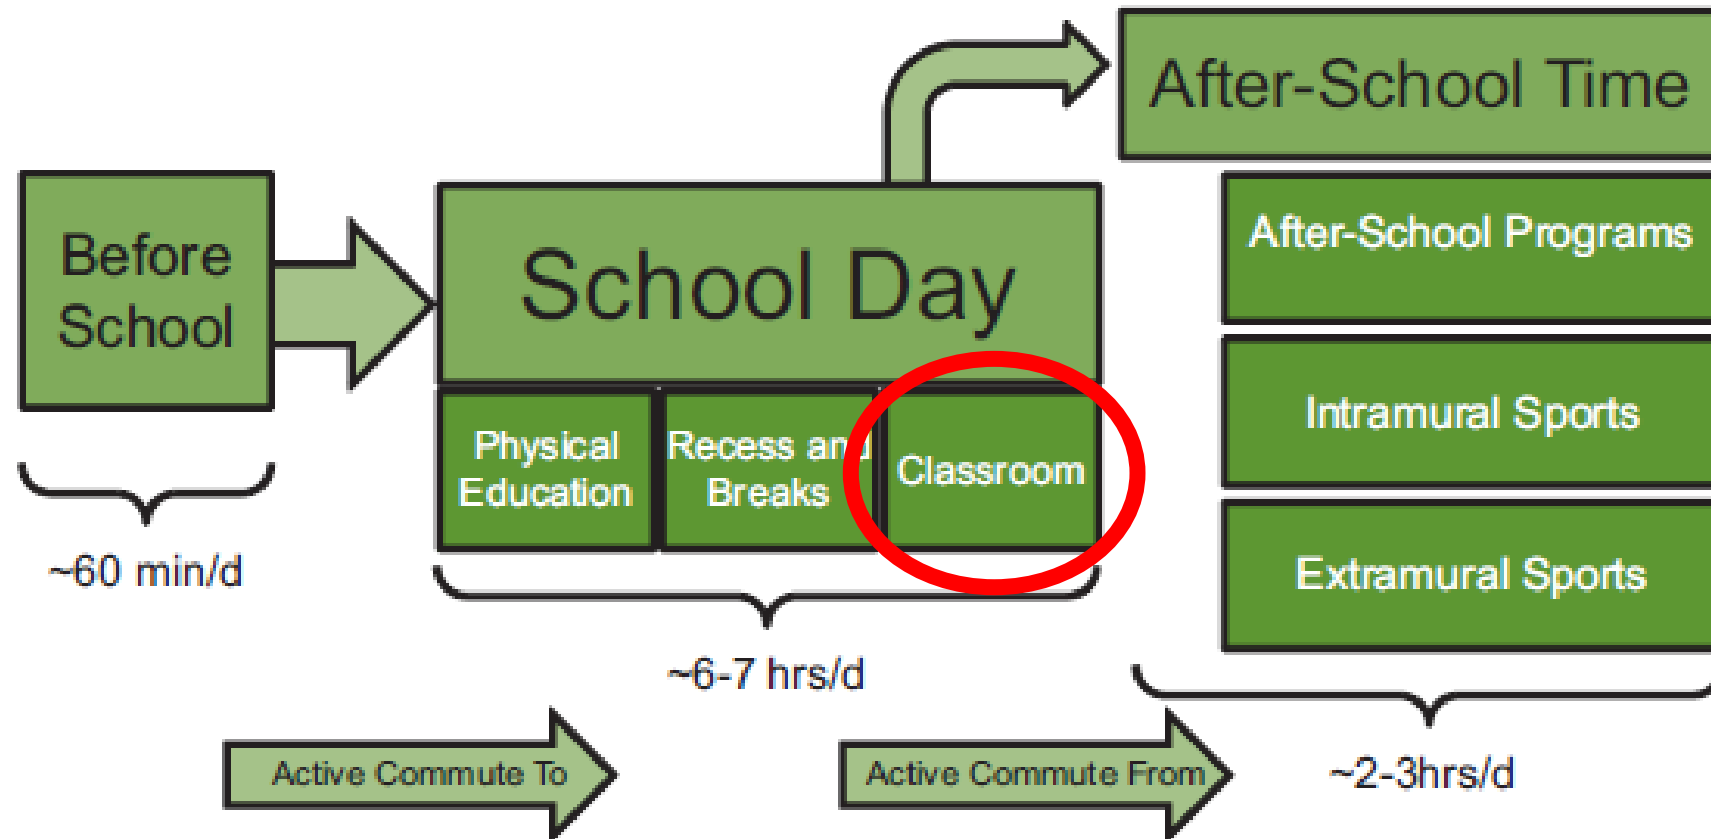 Before
School
~60 min/d
School Day
Physical
Education
Recess and
Breaks
Classroom
~6-7 hrs/d
After-School Time
After-School Programs
Intramural Sports
Extramural Sports
~2-3hrs/d
Active Commute To
Active Commute From